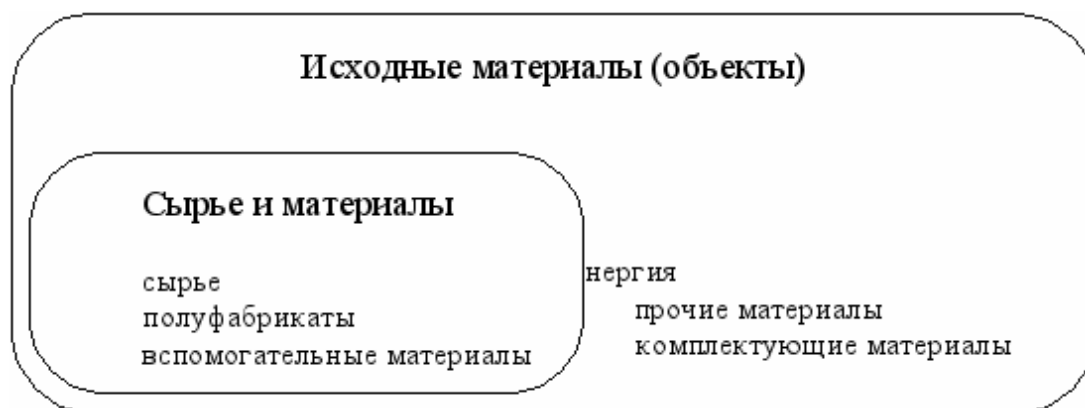 Исходные материалы (объекты)
Сырье и материалы
сырье
полуфабрикаты
вспомогательные материалы
нергия
прочие материалы
комплектующие материалы